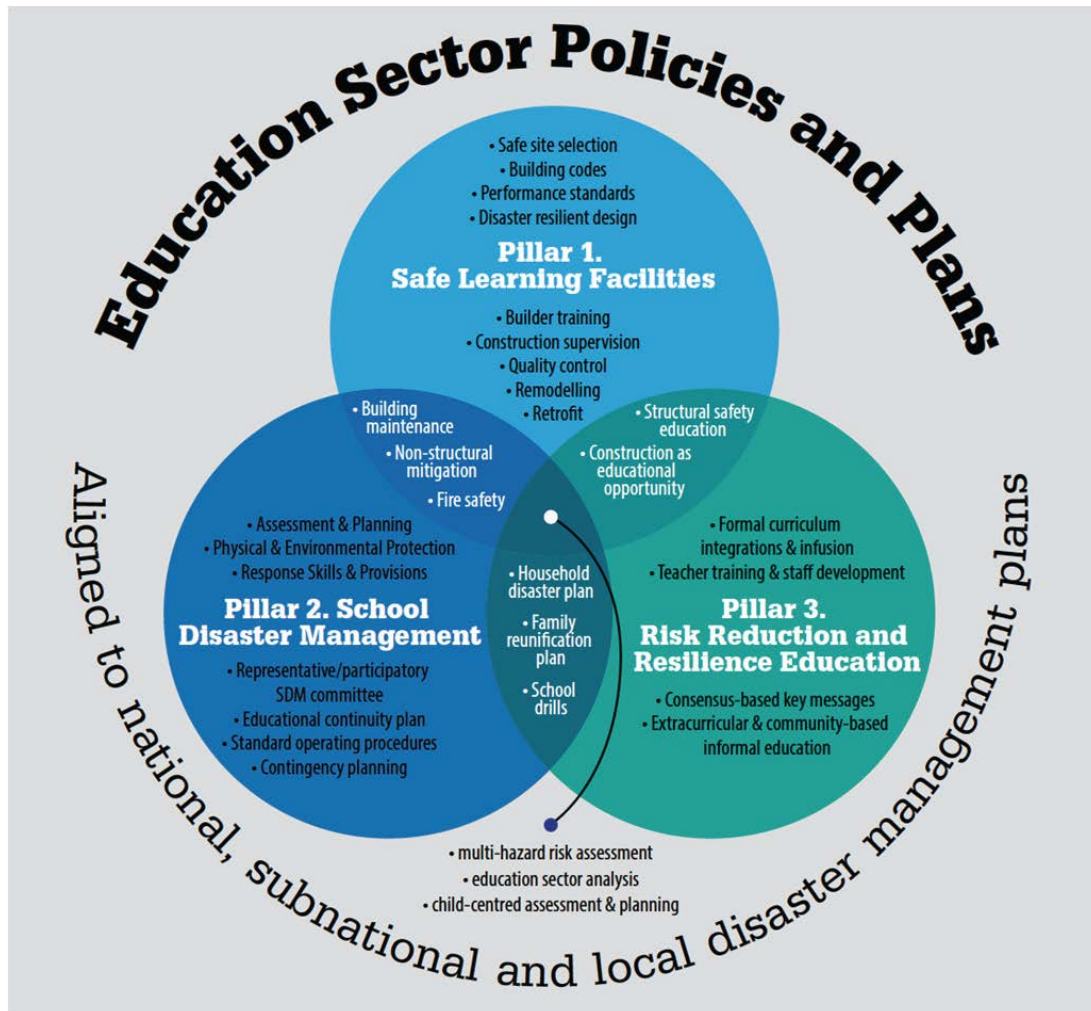 Education Sector Policies and Plans
• Safe site selection
• Building codes
• Performance standards
• Disaster resilient design
Pillar 1.
Safe Learning Facilities
• Builder training
• Construction supervision
• Quality control
• Remodelling
• Retrofit
• Building
maintenance
• Non-structural
mitigation
• Fire safety
• Structural safety
education
• Construction as
educational
opportunity
• Assessment & Planning
• Physical & Environmental Protection
• Response Skills & Provisions
Pillar 2. School
Disaster Management
• Representative/participatory
SDM committee
• Educational continuity plan
• Standard operating procedures
• Contingency planning
• Household
disaster plan
• Family
reunification
plan
• School
drills
• Formal curriculum
integrations & infusion
• Teacher training & staff development
Pillar 3.
Risk Reduction and
Resilience Education
• Consensus-based key messages
• Extracurricular & community-based
informal education
• multi-hazard risk assessment
• education sector analysis
• child-centred assessment & planning
Aligned to national, subnational and local disaster management plans